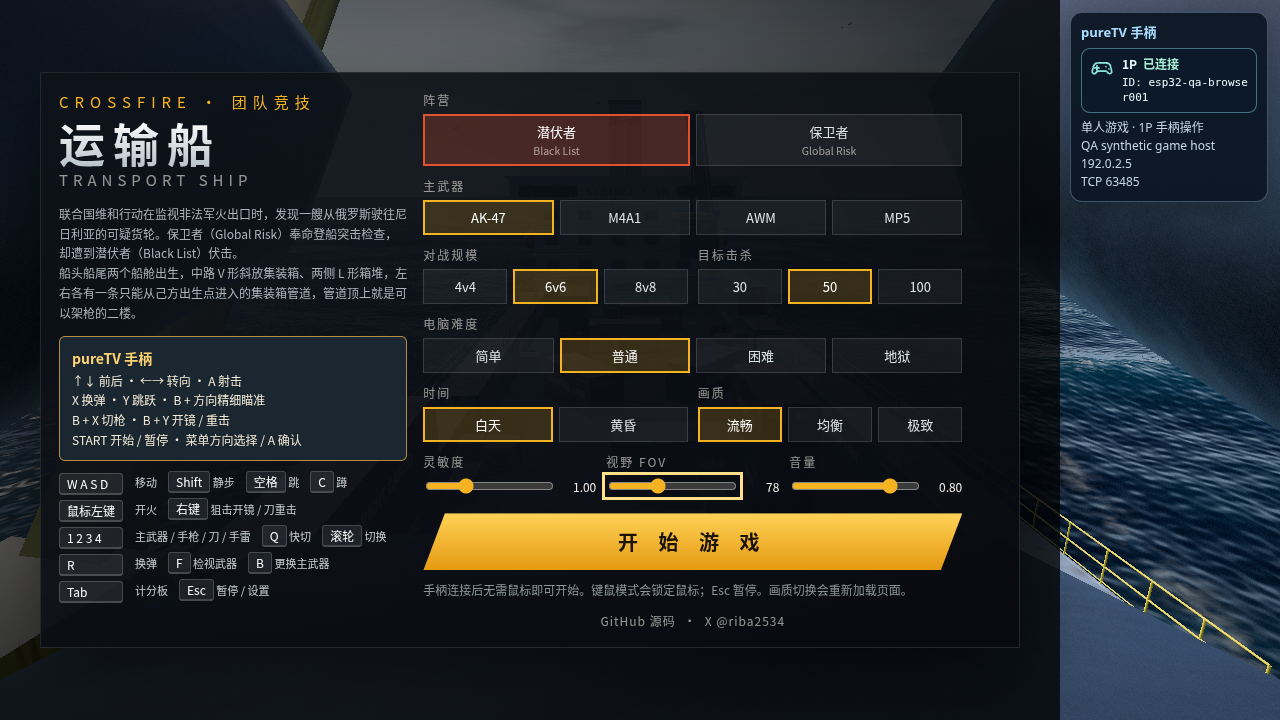 CROSSFIRE · 团队竞技
运输船
TRANSPORT SHIP
联合国维和行动在监视非法军火出口时，发现一艘从俄罗斯驶往尼
日利亚的可疑货轮。保卫者（Global Risk）奉命登船突击检查，
却遭到潜伏者（Black List）伏击。
船头船尾两个船舱出生，中路 V 形斜放集装箱、两侧 L 形箱堆，左
右各有一条只能从己方出生点进入的集装箱管道，管道顶上就是可
以架枪的二楼。
pureTV 手柄
↑↓ 前后 · ←→ 转向 · A 射击
X 换弹 · Y 跳跃 · B + 方向精细瞄准
B + X 切枪 · B + Y 开镜 / 重击
START 开始 / 暂停 · 菜单方向选择 / A 确认
W A S D 移动 Shift 静步 空格 跳 C 蹲
鼠标左键 开火 右键 狙击开镜 / 刀重击
1 2 3 4 主武器 / 手枪 / 刀 / 手雷 Q 快切 滚轮 切换
R 换弹 F 检视武器 B 更换主武器
Tab 计分板 Esc 暂停 / 设置
阵营
潜伏者 保卫者
Black List Global Risk
主武器
AK-47 M4A1 AWM MP5
对战规模 目标击杀
4v4 6v6 8v8 30 50 100
电脑难度
简单 普通 困难 地狱
时间 画质
白天 黄昏 流畅 均衡 极致
灵敏度 视野 FOV 音量
1.00 78 0.80
开始游戏
手柄连接后无需鼠标即可开始。键鼠模式会锁定鼠标；Esc 暂停。画质切换会重新加载页面。
GitHub 源码 · X @riba2534
pureTV 手柄
1P 已连接
ID: esp32-qa-browse
r001
单人游戏 · 1P 手柄操作
QA synthetic game host
192.0.2.5
TCP 63485